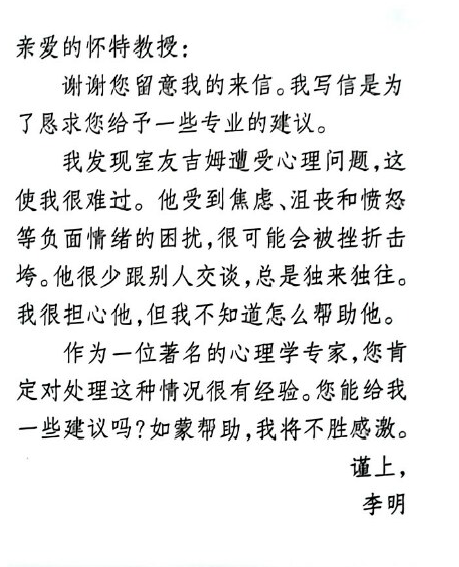 亲爱的怀特教授:
谢谢您留意我的来信。我写信是为
了恳求您给予一些专业的建议。
我发现室友吉姆遭受心理问题,这
使我很难过。他受到焦虑、沮丧和愤怒
等负面情绪的困扰,很可能会被挫折击
垮。他很少跟别人交谈,总是独来独往。
我很担心他,但我不知道怎么帮助他。
作为一位著名的心理学专家,您肯
定对处理这种情况很有经验。您能给我
一些建议吗?如蒙帮助,我将不胜感激。
谨上,
李明